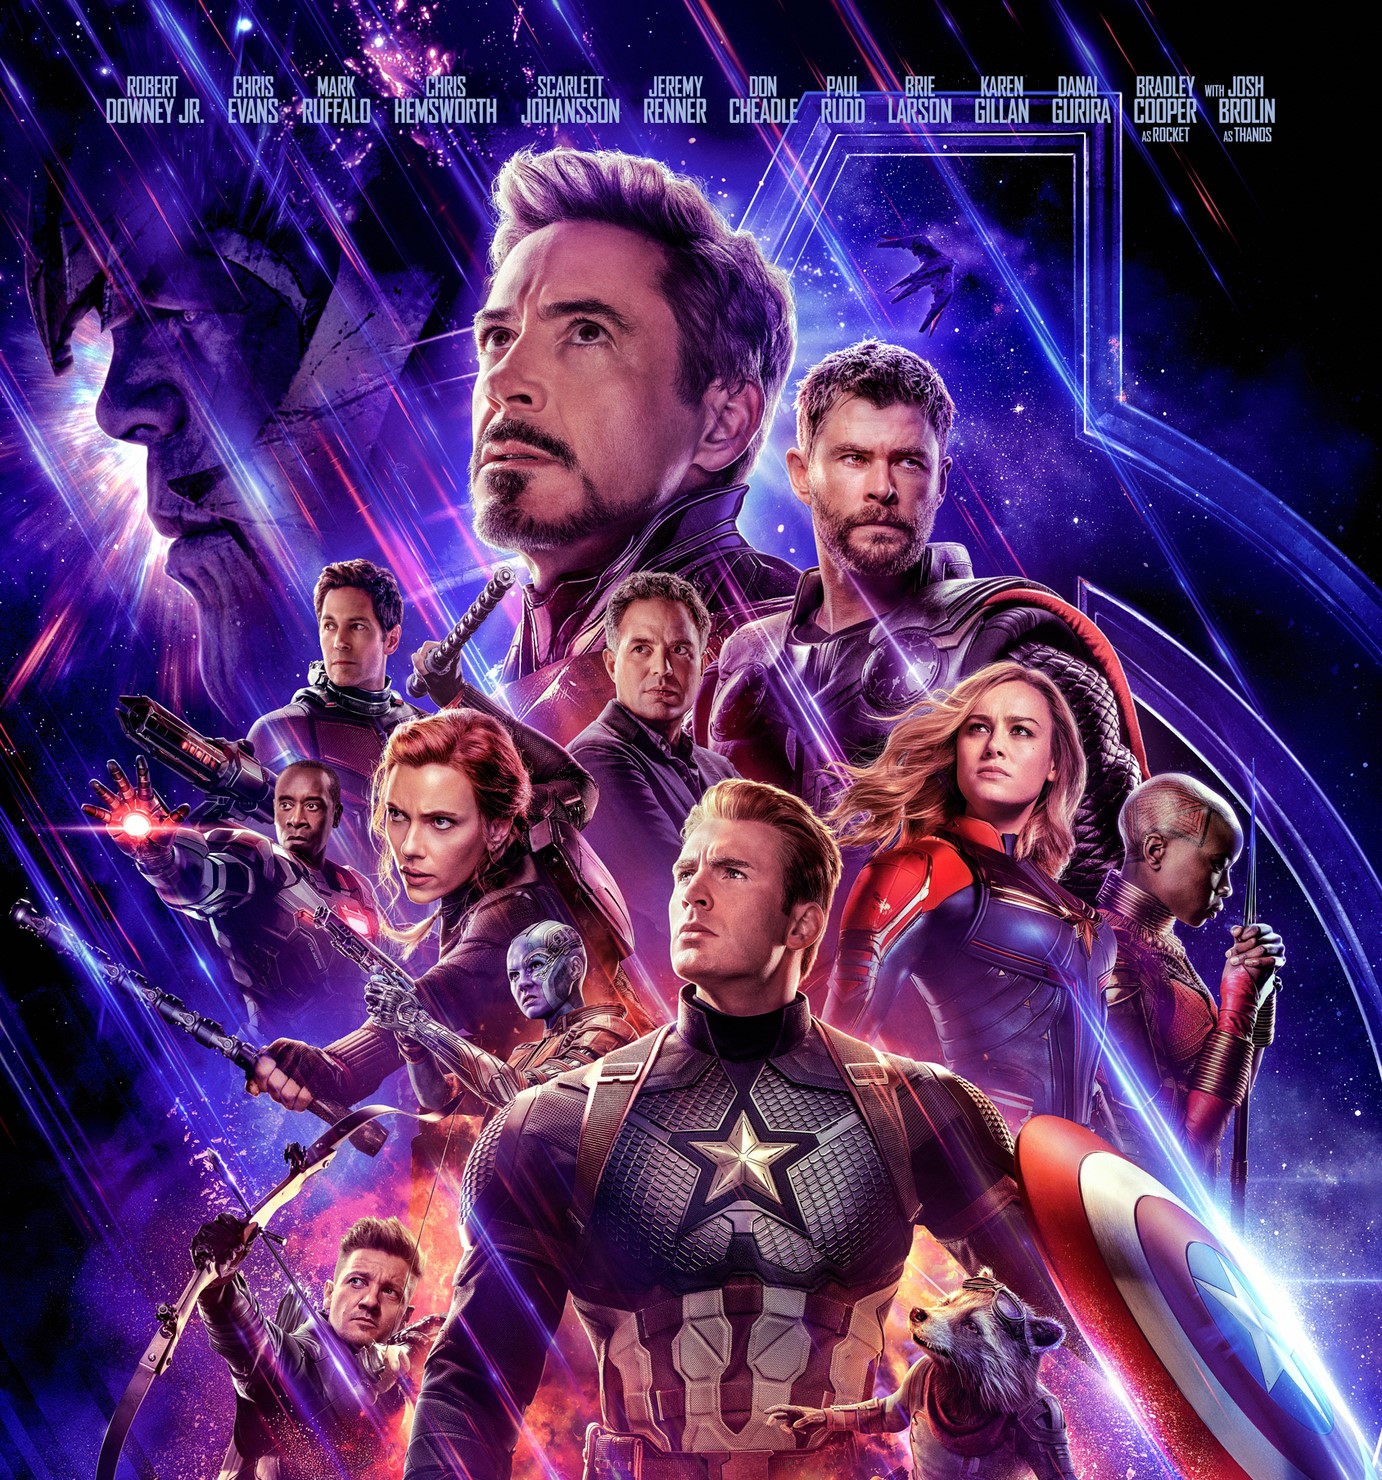 ROBERT CHRIS MARK CHRIS SCARLETT JEREMY DON PAUL BRIE KAREN DANAI BRADLEY WITH JOSH
DOWNEY JR. EVANS RUFFALO HEMSWORTH JOHANSSON RENNER CHEADLE RUDD LARSON GILLAN GURIRA COOPER BROLIN
AS ROCKET AS THANOS